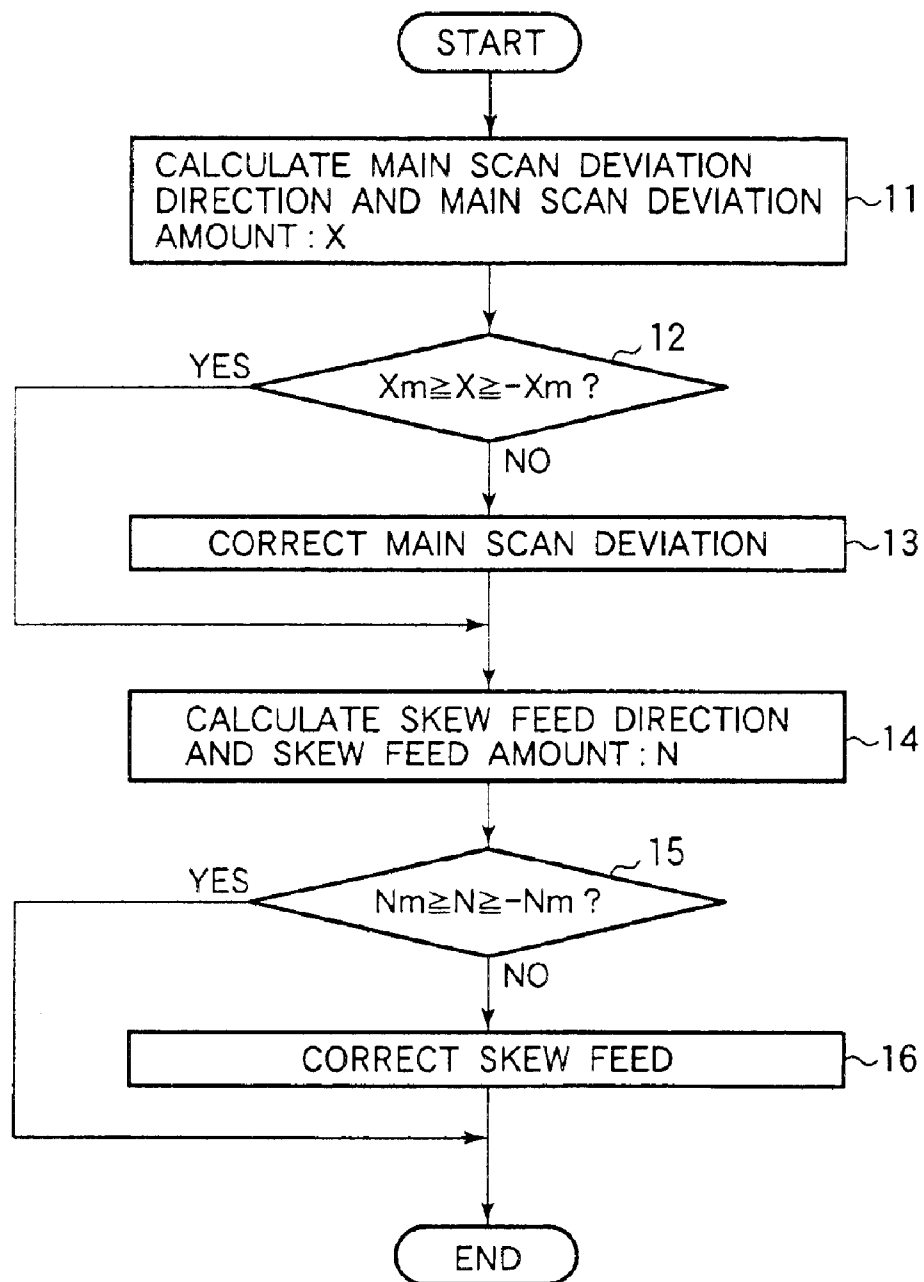 START
CALCULATE MAIN SCAN DEVIATION
DIRECTION AND MAIN SCAN DEVIATION
AMOUNT : X
11
12
YES
Xm≧X≧-Xm ?
NO
CORRECT MAIN SCAN DEVIATION
13
CALCULATE SKEW FEED DIRECTION
AND SKEW FEED AMOUNT : N
14
15
YES
Nm≧N≧-Nm ?
NO
CORRECT SKEW FEED
16
END